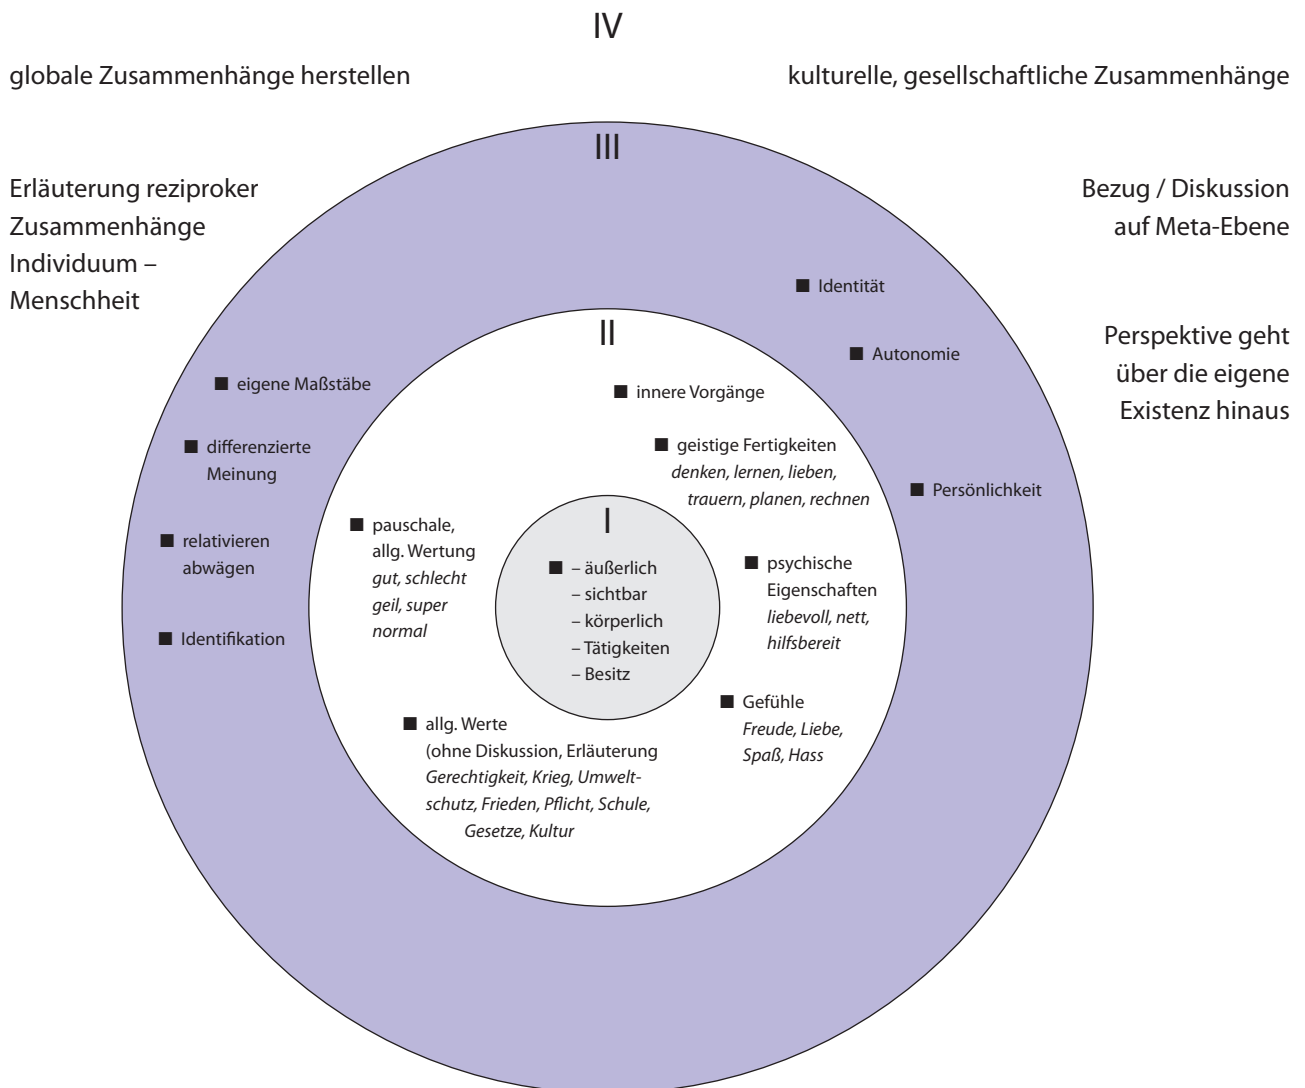 IV
globale Zusammenhänge herstellen
kulturelle, gesellschaftliche Zusammenhänge
III
Erläuterung reziproker
Zusammenhänge
Individuum –
Menschheit
Bezug / Diskussion
auf Meta-Ebene
Perspektive geht
über die eigene
Existenz hinaus
■ Identität
■ Autonomie
■ Persönlichkeit
■ eigene Maßstäbe
■ differenzierte
Meinung
■ relativieren
abwägen
■ Identifikation
II
■ innere Vorgänge
■ geistige Fertigkeiten
denken, lernen, lieben,
trauern, planen, rechnen
■ pauschale,
allg. Wertung
gut, schlecht
geil, super
normal
■ psychische
Eigenschaften
liebevoll, nett,
hilfsbereit
■ Gefühle
Freude, Liebe,
Spaß, Hass
■ allg. Werte
(ohne Diskussion, Erläuterung
Gerechtigkeit, Krieg, Umwelt-
schutz, Frieden, Pflicht, Schule,
Gesetze, Kultur
I
■ – äußerlich
– sichtbar
– körperlich
– Tätigkeiten
– Besitz